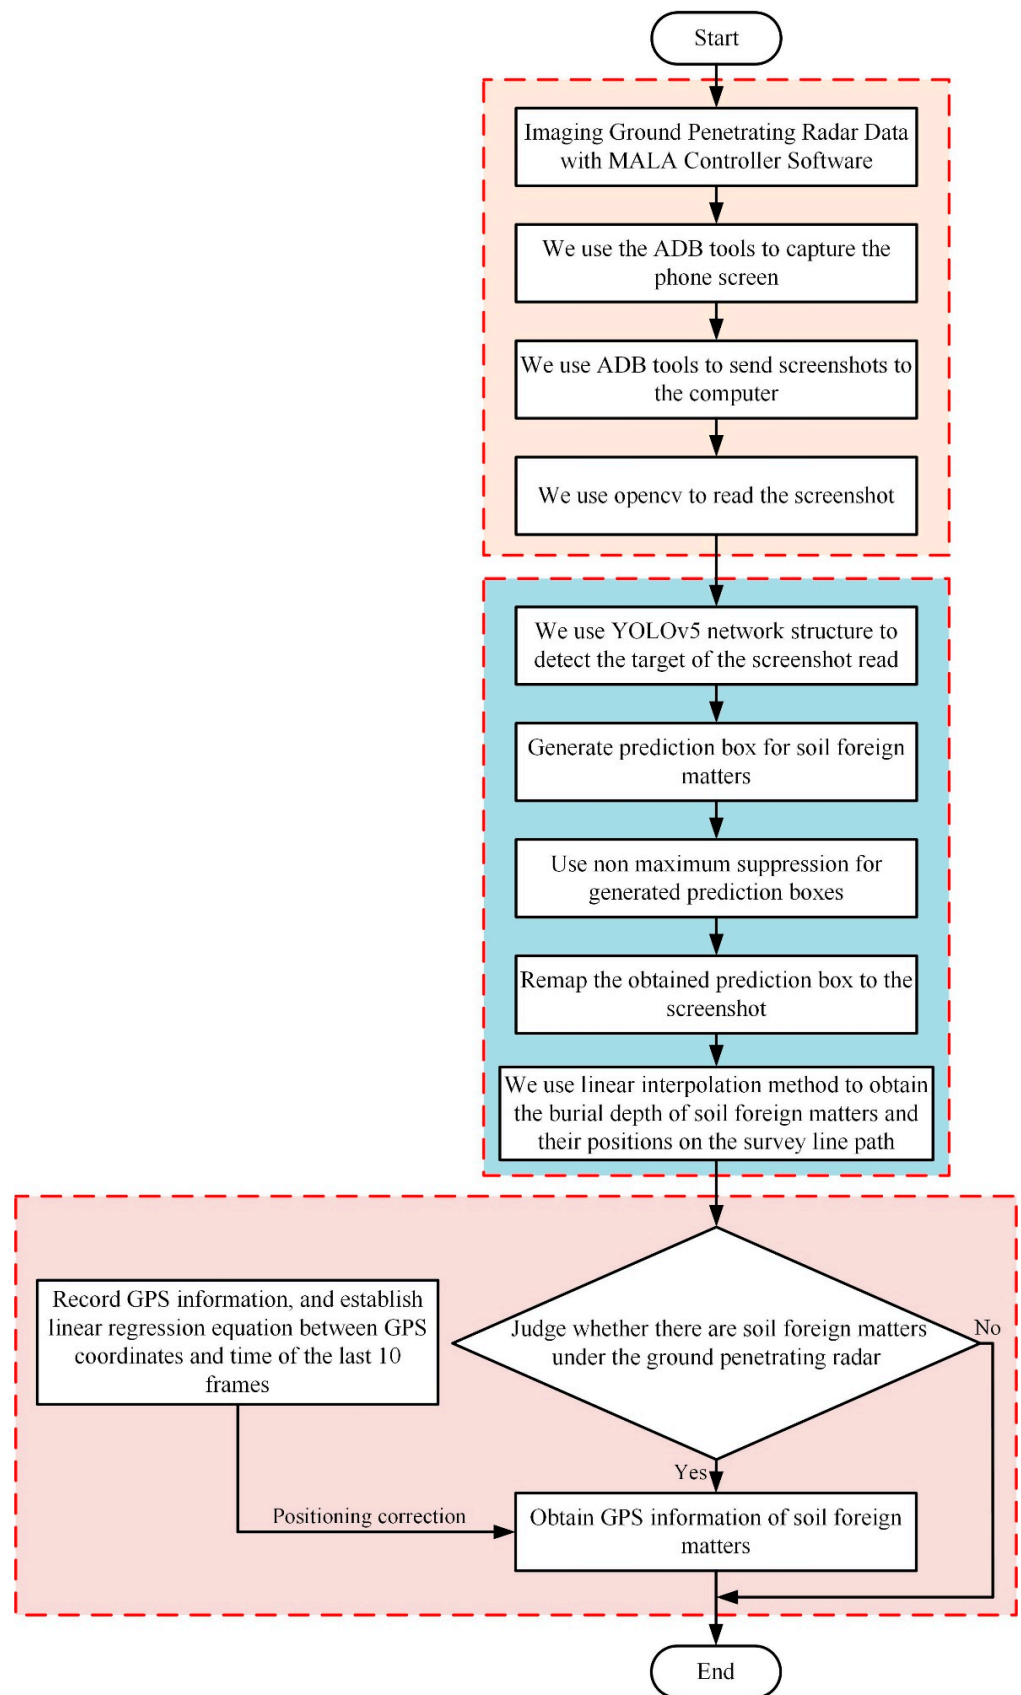 Start
Imaging Ground Penetrating Radar Data
with MALA Controller Software
We use the ADB tools to capture the
phone screen
We use ADB tools to send screenshots to
the computer
We use opencv to read the screenshot
We use YOLOv5 network structure to
detect the target of the screenshot read
Generate prediction box for soil foreign
matters
Use non maximum suppression for
generated prediction boxes
Remap the obtained prediction box to the
screenshot
We use linear interpolation method to obtain
the burial depth of soil foreign matters and
their positions on the survey line path
Record GPS information, and establish
linear regression equation between GPS
coordinates and time of the last 10
frames
Judge whether there are soil foreign matters
under the ground penetrating radar
No
Yes
Positioning correction
Obtain GPS information of soil foreign
matters
End